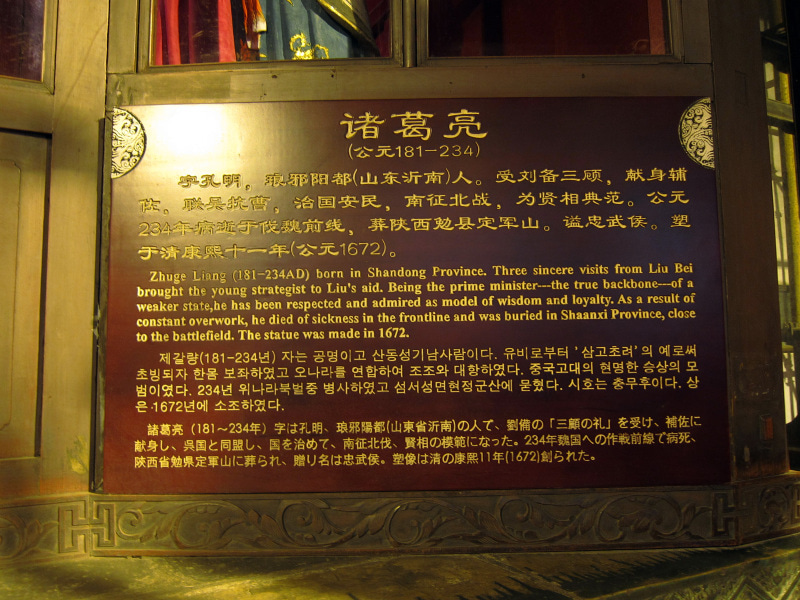 诸葛亮
(公元181-234)
字孔明，琅邪阳都(山东沂南)人。受刘备三顾，献身辅
佐，联吴抗曹，治国安民，南征北战，为贤相典范。公元
234年病逝于伐魏前线，葬陕西勉县定军山。谥忠武侯。塑
于清康熙十一年(公元1672)。
Zhuge Liang (181-234AD) born in Shandong Province. Three sincere visits from Liu Bei
brought the young strategist to Liu's aid. Being the prime minister---the true backbone---of a
weaker state,he has been respected and admired as model of wisdom and loyalty. As a result of
constant overwork, he died of sickness in the frontline and was buried in Shaanxi Province, close
to the battlefield. The statue was made in 1672.
제갈량(181-234년) 자는 공명이고 산동성기남사람이다. 유비로부터 '삼고초려'의 예로써
초빙되자 한몸 보좌하였고 오나라를 연합하여 조조와 대항하였다. 중국고대의 현명한 승상의 모
범이였다. 234년 위나라북벌중 병사하였고 섬서성면현정군산에 묻혔다. 시호는 충무후이다. 상
은 1672년에 소조하였다.
諸葛亮（181～234年）字は孔明、琅邪陽都(山東省沂南)の人で、劉備の「三顧の礼」を受け、補佐に
献身し、呉国と同盟し、国を治めて、南征北伐、賢相の模範になった。234年魏国への作戦前線で病死、
陝西省勉県定軍山に葬られ、贈り名は忠武侯。塑像は清の康熙11年(1672)創られた。